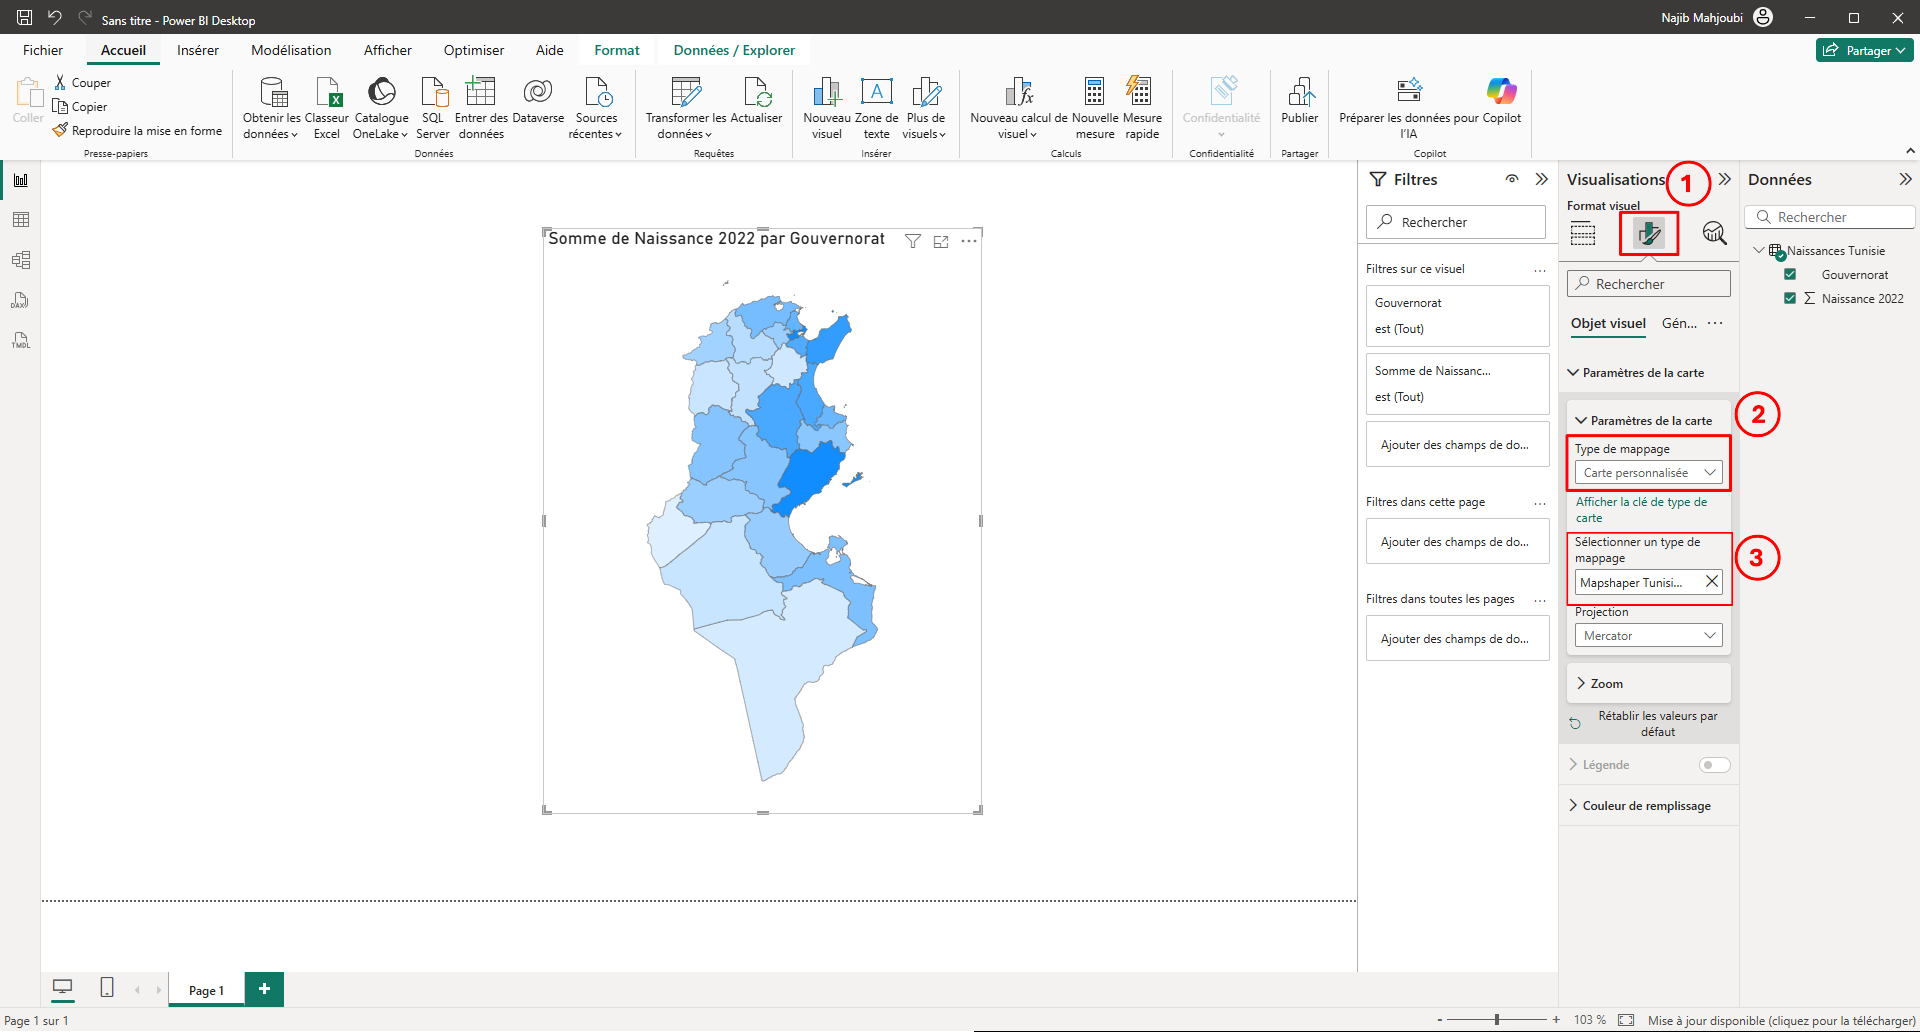 Sans titre - Power BI Desktop
Najib Mahjoubi
Fichier
Accueil
Insérer
Modélisation
Afficher
Optimiser
Aide
Format
Données / Explorer
Partager
Coller
Couper
Copier
Reproduire la mise en forme
Presse-papiers
Obtenir les données
Classeur Excel
Catalogue OneLake
SQL Server
Entrer des données
Dataverse
Sources récentes
Données
Transformer les données
Actualiser
Requêtes
Nouveau visuel
Zone de texte
Plus de visuels
Insérer
Nouveau calcul de visuel
Nouvelle mesure
Mesure rapide
Calculs
Confidentialité
Confidentialité
Publier
Partager
Préparer les données pour l'IA
Copilot
Copilot
DAX
TMDL
Somme de Naissance 2022 par Gouvernorat
Filtres
Rechercher
Filtres sur ce visuel
Gouvernorat
est (Tout)
Somme de Naissanc...
est (Tout)
Ajouter des champs de do...
Filtres dans cette page
Ajouter des champs de do...
Filtres dans toutes les pages
Ajouter des champs de do...
Visualisations
1
Format visuel
Rechercher
Objet visuel
Gén...
Paramètres de la carte
2
Paramètres de la carte
Type de mappage
Carte personnalisée
Afficher la clé de type de
carte
Sélectionner un type de
mappage
3
Mapshaper Tunisi...
Projection
Mercator
Zoom
Rétablir les valeurs par
défaut
Légende
Couleur de remplissage
Données
Rechercher
Naissances Tunisie
Gouvernorat
Naissance 2022
Page 1
Page 1 sur 1
- + 103 %
Mise à jour disponible (cliquez pour la télécharger)